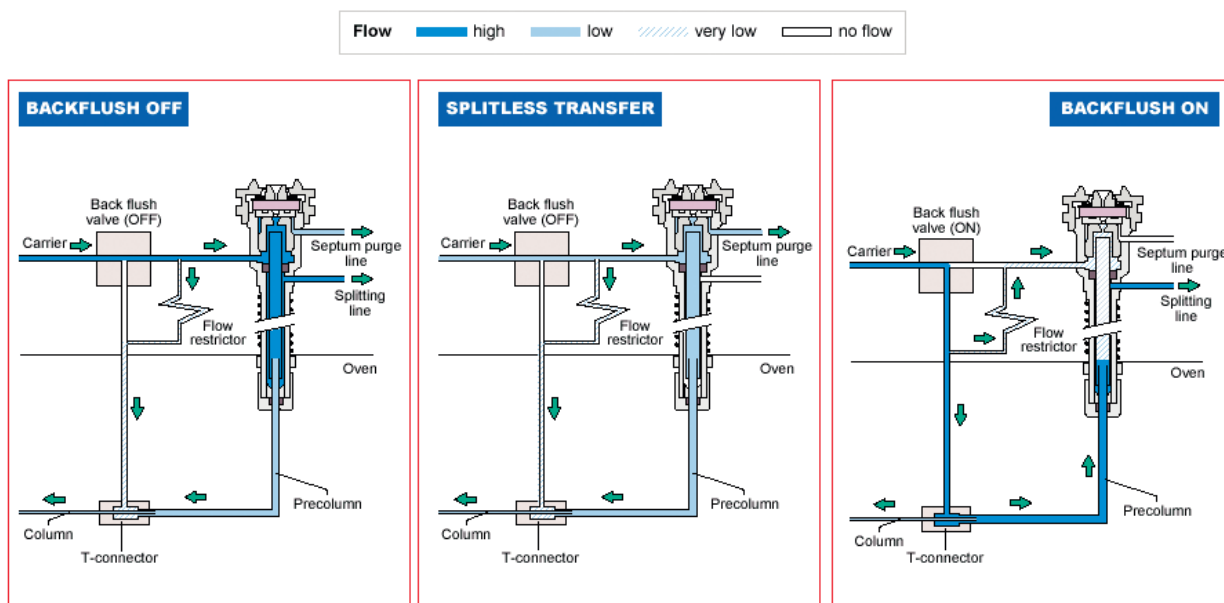 Flow high low very low no flow
BACKFLUSH OFF
Back flush
valve (OFF)
Carrier
Septum purge
line
Splitting
line
Flow
restrictor
Oven
Precolumn
Column
T-connector
SPLITLESS TRANSFER
Back flush
valve (OFF)
Carrier
Septum purge
line
Flow
restrictor
Oven
Precolumn
Column
T-connector
BACKFLUSH ON
Back flush
valve (ON)
Carrier
Septum purge
line
Splitting
line
Flow
restrictor
Oven
Precolumn
Column
T-connector